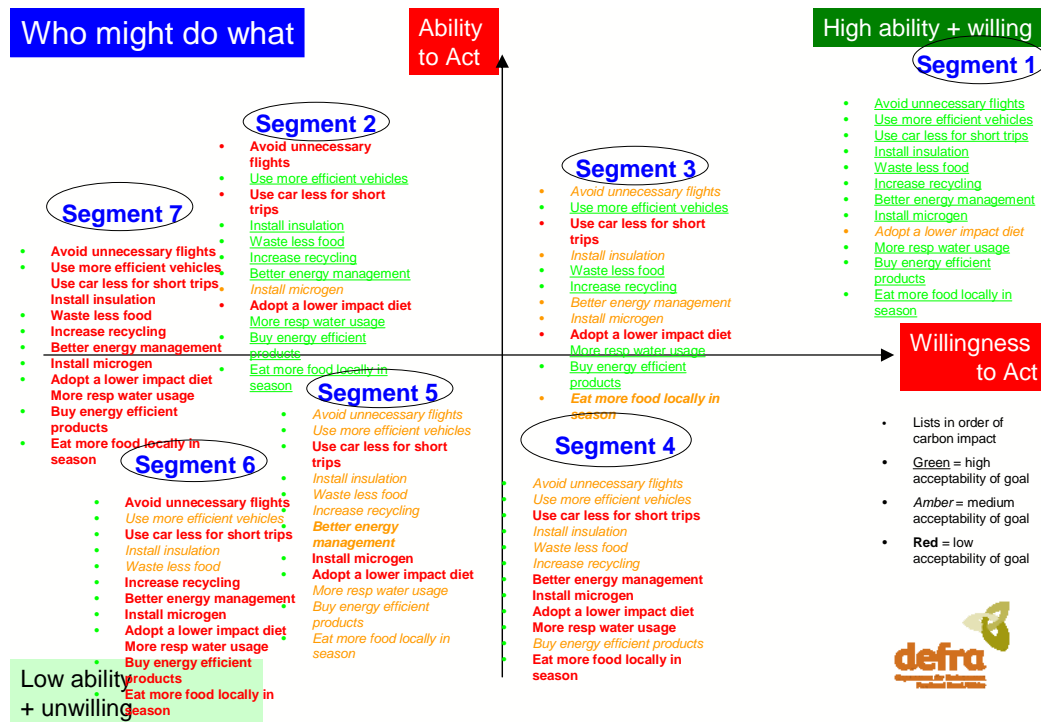 Who might do what
Ability
to Act
High ability + willing
Segment 1
• Avoid unnecessary flights
• Use more efficient vehicles
• Use car less for short trips
• Install insulation
• Waste less food
• Increase recycling
• Better energy management
• Install microgen
• Adopt a lower impact diet
• More resp water usage
• Buy energy efficient
products
• Eat more food locally in
season
Segment 2
• Avoid unnecessary
flights
• Use more efficient vehicles
• Use car less for short
trips
• Install insulation
• Waste less food
• Increase recycling
• Better energy management
• Install microgen
• Adopt a lower impact diet
More resp water usage
• Buy energy efficient
products
• Eat more food locally in
season
Segment 3
• Avoid unnecessary flights
• Use more efficient vehicles
• Use car less for short
trips
• Install insulation
• Waste less food
• Increase recycling
• Better energy management
• Install microgen
• Adopt a lower impact diet
More resp water usage
• Buy energy efficient
products
• Eat more food locally in
season
Segment 7
• Avoid unnecessary flights
• Use more efficient vehicles
Use car less for short trips
Install insulation
• Waste less food
• Increase recycling
• Better energy management
• Install microgen
• Adopt a lower impact diet
More resp water usage
• Buy energy efficient
products
• Eat more food locally in
season
Willingness
to Act
Segment 5
• Avoid unnecessary flights
• Use more efficient vehicles
• Use car less for short
trips
• Install insulation
• Waste less food
• Increase recycling
• Better energy
management
• Install microgen
• Adopt a lower impact diet
• More resp water usage
• Buy energy efficient
products
• Eat more food locally in
season
Segment 4
• Avoid unnecessary flights
• Use more efficient vehicles
• Use car less for short trips
• Install insulation
• Waste less food
• Increase recycling
• Better energy management
• Install microgen
• Adopt a lower impact diet
• More resp water usage
• Buy energy efficient products
• Eat more food locally in
season
Segment 6
• Avoid unnecessary flights
• Use more efficient vehicles
• Use car less for short trips
• Install insulation
• Waste less food
• Increase recycling
• Better energy management
• Install microgen
• Adopt a lower impact diet
More resp water usage
• Buy energy efficient
products
• Eat more food locally in
season
• Lists in order of
carbon impact
• Green = high
acceptability of goal
• Amber = medium
acceptability of goal
• Red = low
acceptability of goal
Low ability
+ unwilling
defra